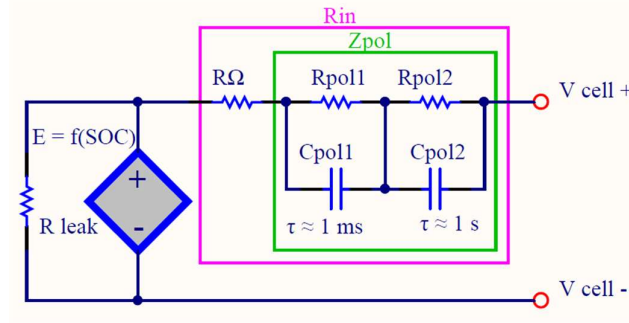 Rin
Zpol
RΩ
Rpol1
Rpol2
V cell +
E = f(SOC)
+
-
Cpol1
Cpol2
R leak
τ ≈ 1 ms
τ ≈ 1 s
V cell -